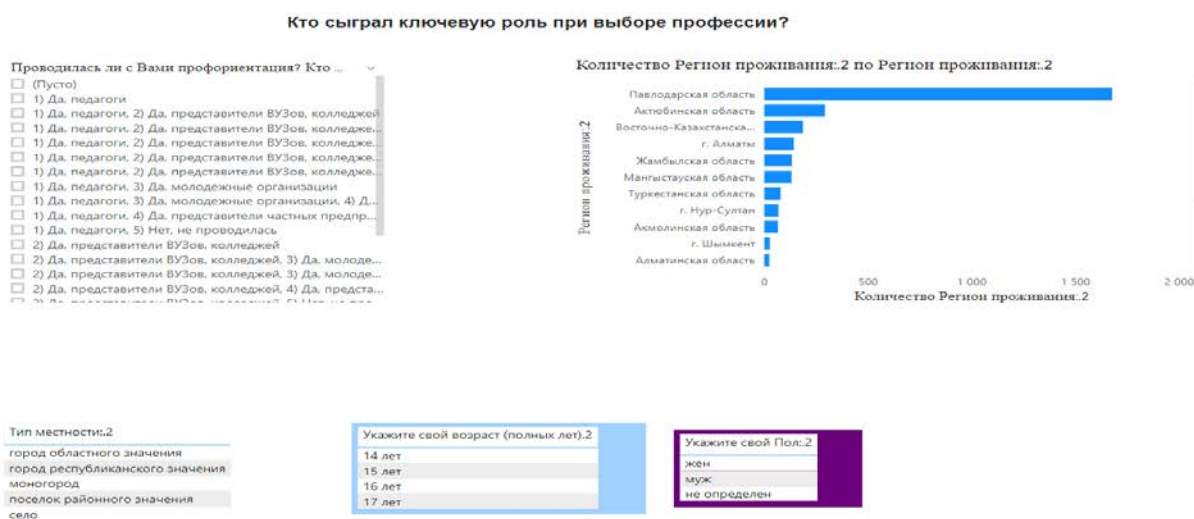 Кто сыграл ключевую роль при выборе профессии?
Проводилась ли с Вами профориентация? Кто ...
(Пусто)
1) Да, педагоги
1) Да, педагоги, 2) Да, представители ВУЗов, колледжей
1) Да, педагоги, 2) Да, представители ВУЗов, колледже...
1) Да, педагоги, 2) Да, представители ВУЗов, колледже...
1) Да, педагоги, 2) Да, представители ВУЗов, колледже...
1) Да, педагоги, 2) Да, представители ВУЗов, колледже...
1) Да, педагоги, 3) Да, молодежные организации
1) Да, педагоги, 3) Да, молодежные организации, 4) Д...
1) Да, педагоги, 4) Да, представители частных предпр...
1) Да, педагоги, 5) Нет, не проводилась
2) Да, представители ВУЗов, колледжей
2) Да, представители ВУЗов, колледжей, 3) Да, молоде...
2) Да, представители ВУЗов, колледжей, 3) Да, молоде...
2) Да, представители ВУЗов, колледжей, 4) Да, предста...
Количество Регион проживания:.2 по Регион проживания:.2
Регион проживания:.2
Павлодарская область
Актюбинская область
Восточно-Казахстанска...
г. Алматы
Жамбылская область
Мангыстауская область
Туркестанская область
г. Нур-Султан
Акмолинская область
г. Шымкент
Алматинская область
0 500 1 000 1 500 2 000
Количество Регион проживания:.2
Тип местности:.2
город областного значения
город республиканского значения
моногород
поселок районного значения
село
Укажите свой возраст (полных лет).2
14 лет
15 лет
16 лет
17 лет
Укажите свой Пол:.2
жен
муж
не определен